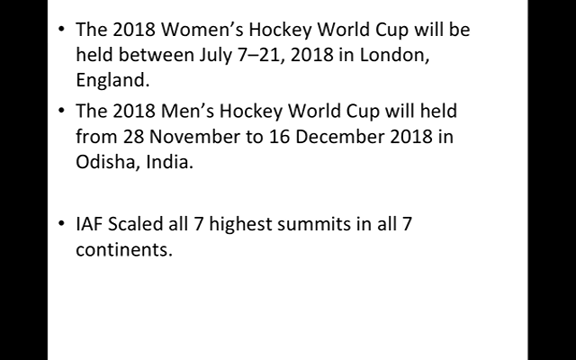 • The 2018 Women's Hockey World Cup will be
held between July 7–21, 2018 in London,
England.
• The 2018 Men's Hockey World Cup will held
from 28 November to 16 December 2018 in
Odisha, India.
• IAF Scaled all 7 highest summits in all 7
continents.